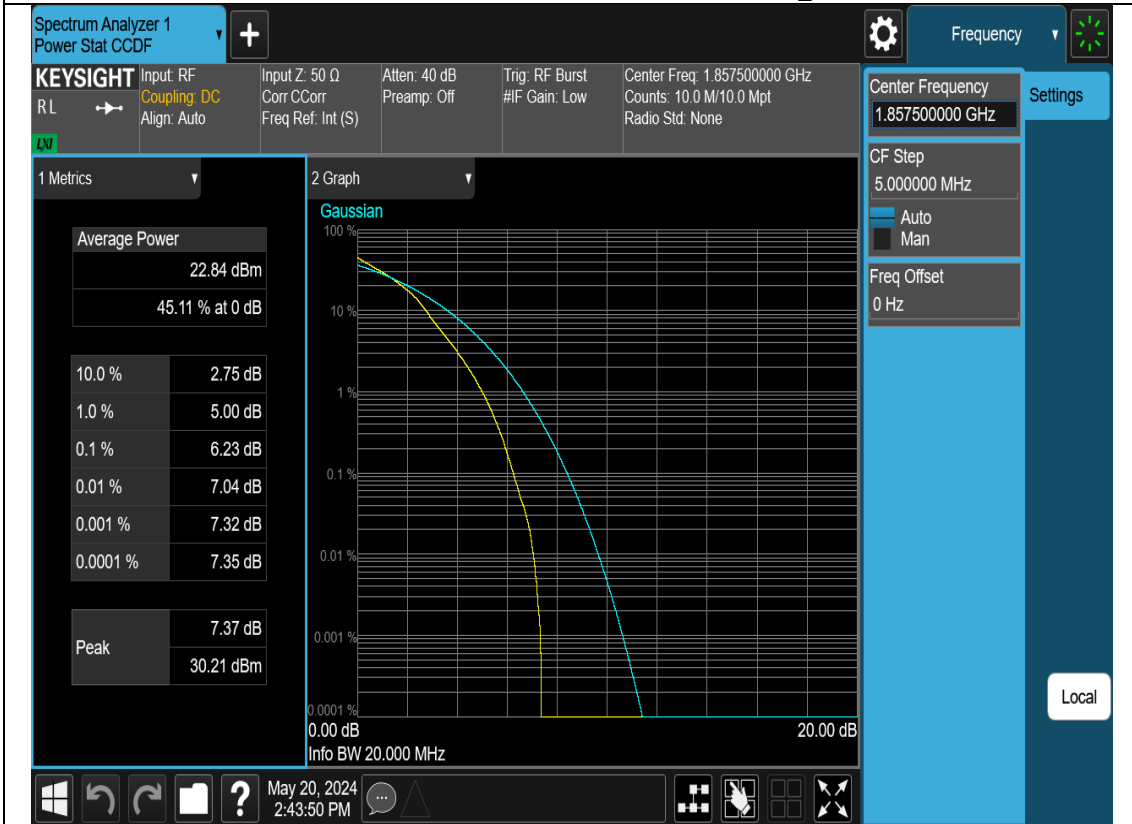 Spectrum Analyzer 1
Power Stat CCDF
Frequency
KEYSIGHT
RL
LXI
Input: RF
Coupling: DC
Align: Auto
Input Z: 50 Ω
Corr CCorr
Freq Ref: Int (S)
Atten: 40 dB
Preamp: Off
Trig: RF Burst
#IF Gain: Low
Center Freq: 1.857500000 GHz
Counts: 10.0 M/10.0 Mpt
Radio Std: None
Center Frequency
1.857500000 GHz
Settings
CF Step
5.000000 MHz
Auto
Man
Freq Offset
0 Hz
1 Metrics
Average Power
22.84 dBm
45.11 % at 0 dB
10.0 % 2.75 dB
1.0 % 5.00 dB
0.1 % 6.23 dB
0.01 % 7.04 dB
0.001 % 7.32 dB
0.0001 % 7.35 dB
Peak
7.37 dB
30.21 dBm
2 Graph
Gaussian
100 %
10 %
1 %
0.1 %
0.01 %
0.001 %
0.0001 %
0.00 dB 20.00 dB
Info BW 20.000 MHz
Local
?
May 20, 2024
2:43:50 PM